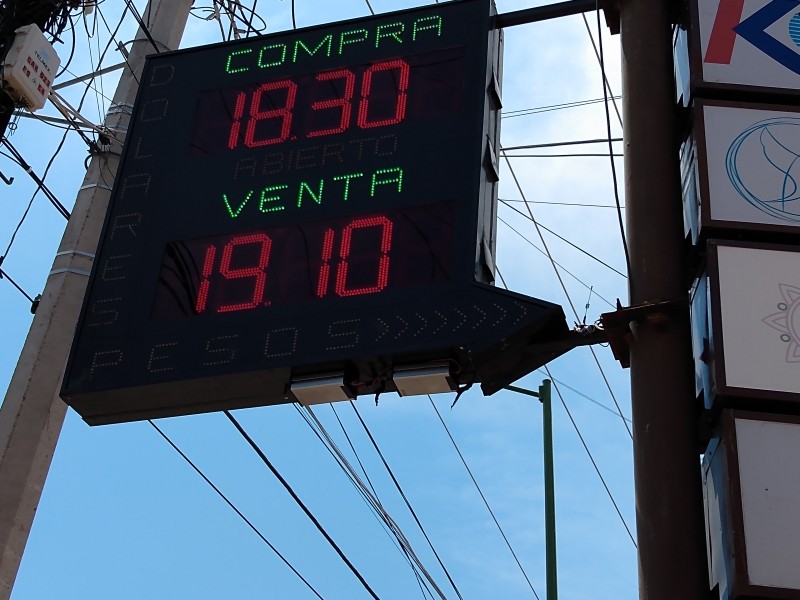 COMPRA
18.30
ABIERTO
VENTA
19.10
DOLARES
PESOS >>>>>>>>